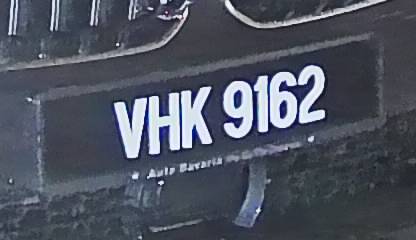 VHK 9162
Auto Bavaria